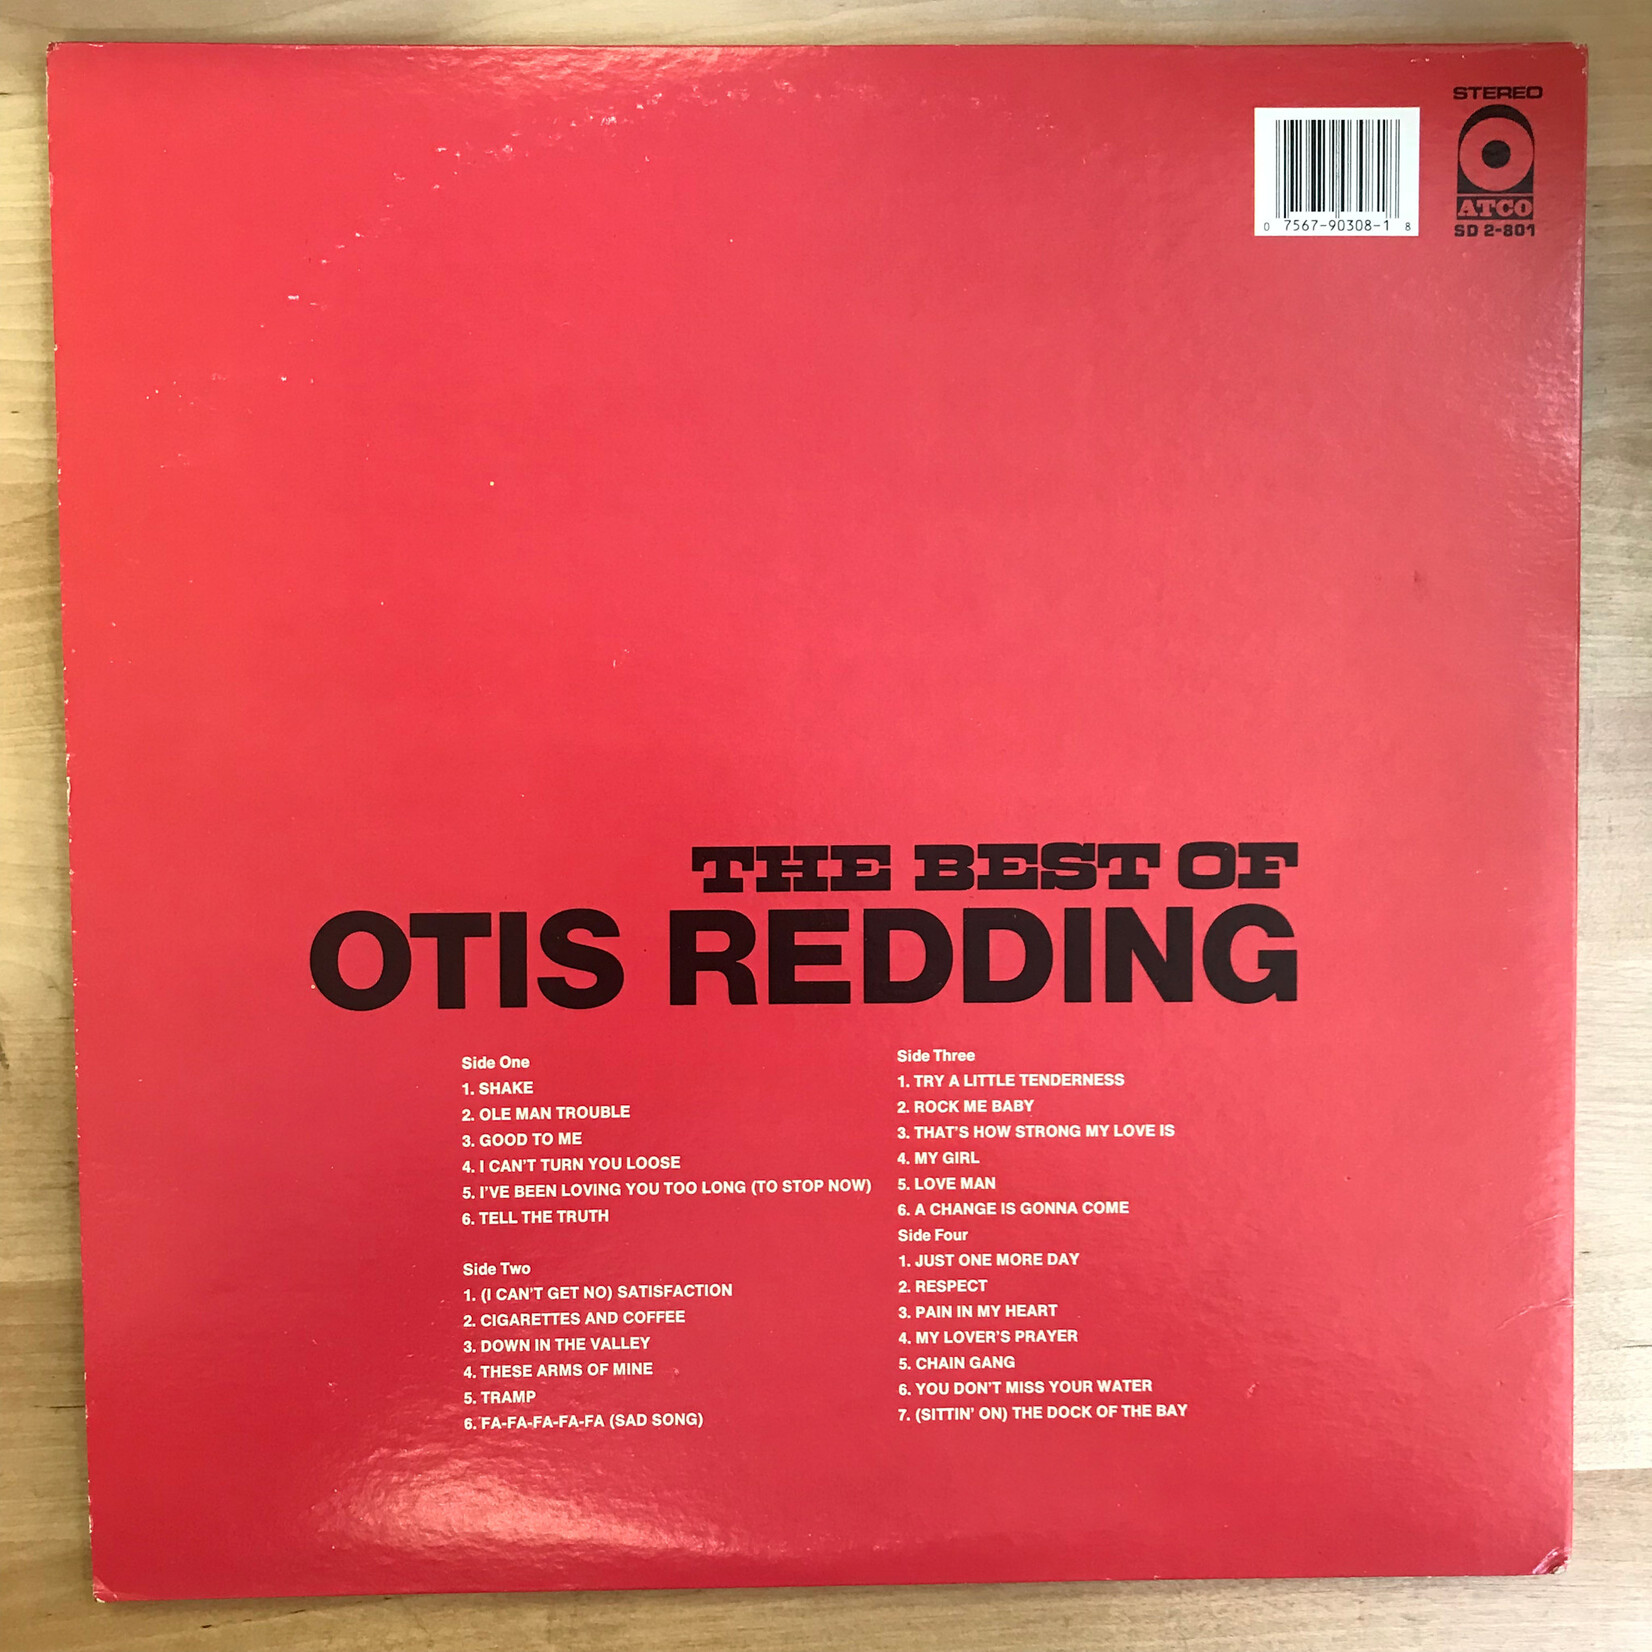 STEREO
ATCO
SD 2-801
0 7567-90308-1 8
THE BEST OF
OTIS REDDING
Side One
1. SHAKE
2. OLE MAN TROUBLE
3. GOOD TO ME
4. I CAN'T TURN YOU LOOSE
5. I'VE BEEN LOVING YOU TOO LONG (TO STOP NOW)
6. TELL THE TRUTH
Side Two
1. (I CAN'T GET NO) SATISFACTION
2. CIGARETTES AND COFFEE
3. DOWN IN THE VALLEY
4. THESE ARMS OF MINE
5. TRAMP
6. FA-FA-FA-FA-FA (SAD SONG)
Side Three
1. TRY A LITTLE TENDERNESS
2. ROCK ME BABY
3. THAT'S HOW STRONG MY LOVE IS
4. MY GIRL
5. LOVE MAN
6. A CHANGE IS GONNA COME
Side Four
1. JUST ONE MORE DAY
2. RESPECT
3. PAIN IN MY HEART
4. MY LOVER'S PRAYER
5. CHAIN GANG
6. YOU DON'T MISS YOUR WATER
7. (SITTIN' ON) THE DOCK OF THE BAY